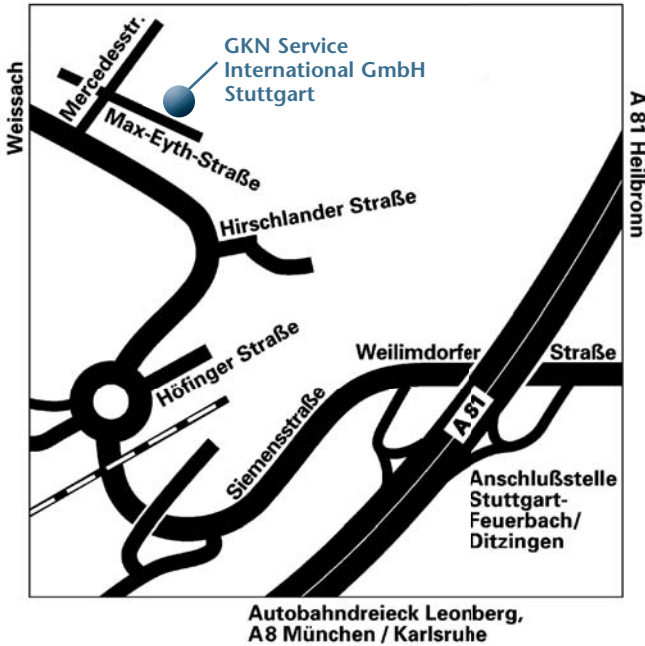 GKN Service
International GmbH
Stuttgart
Mercedesstr.
Weissach
Max-Eyth-Straße
A 81 Heilbronn
Hirschlander Straße
Höfinger Straße
Weilimdorfer Straße
Siemensstraße
A 81
Anschlußstelle
Stuttgart-
Feuerbach/
Ditzingen
Autobahndreieck Leonberg,
A8 München / Karlsruhe